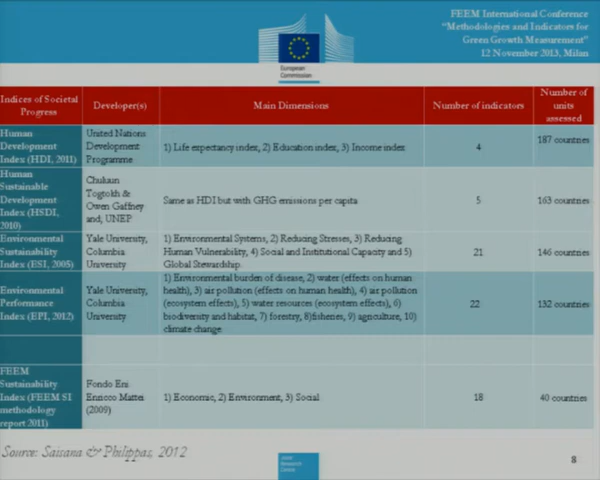 FEEM International Conference
"Methodologies and Indicators for
Green Growth Measurement"
12 November 2013, Milan
European
Commission
Indices of Societal
Progress
Developer(s)
Main Dimensions
Number of indicators
Number of
units
assessed
Human
Development
Index (HDI, 2011)
United Nations
Development
Programme
1) Life expectancy index, 2) Education index, 3) Income index
4
187 countries
Human
Sustainable
Development
Index (HSDI,
2010)
Chuluun
Togtokh &
Owen Gaffney
and; UNEP
Same as HDI but with GHG emissions per capita
5
163 countries
Environmental
Sustainability
Index (ESI, 2005)
Yale University,
Columbia
University
1) Environmental Systems, 2) Reducing Stresses, 3) Reducing
Human Vulnerability, 4) Social and Institutional Capacity and 5)
Global Stewardship.
21
146 countries
Environmental
Performance
Index (EPI, 2012)
Yale University,
Columbia
University
1) Environmental burden of disease, 2) water (effects on human
health), 3) air pollution (effects on human health), 4) air pollution
(ecosystem effects), 5) water resources (ecosystem effects), 6)
biodiversity and habitat, 7) forestry, 8)fisheries, 9) agriculture, 10)
climate change
22
132 countries
FEEM
Sustainability
Index (FEEM SI
methodology
report 2011)
Fondo Eni
Enricco Mattei
(2009)
1) Economic, 2) Environment, 3) Social
18
40 countries
Source: Saisana & Philippas, 2012
Joint
Research
Centre
8